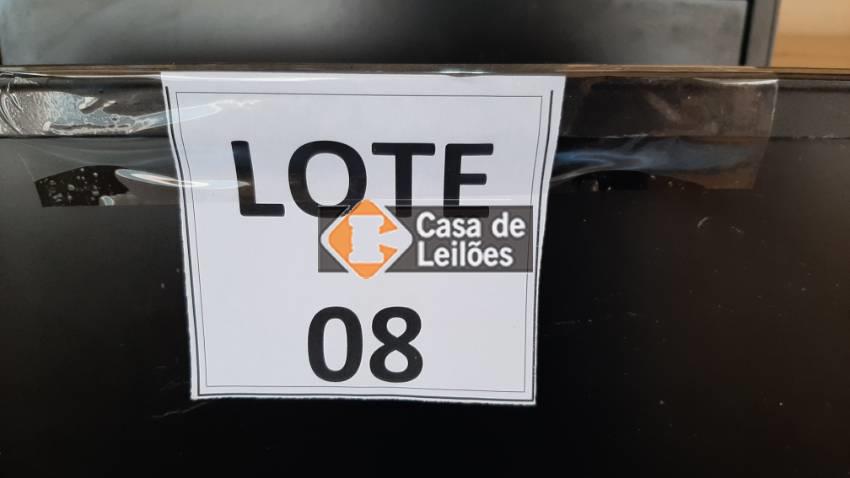 LOTE
Casa de
Leilões
08